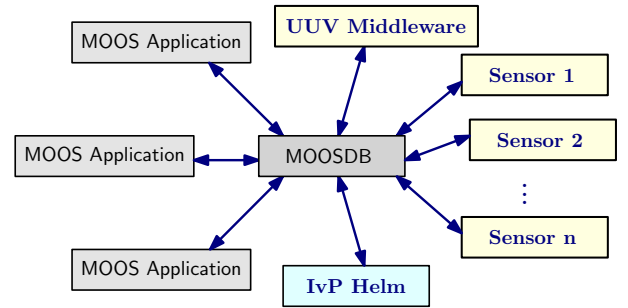 UUV Middleware
MOOS Application
Sensor 1
Sensor 2
MOOS Application
MOOSDB
⋮
Sensor n
MOOS Application
IvP Helm